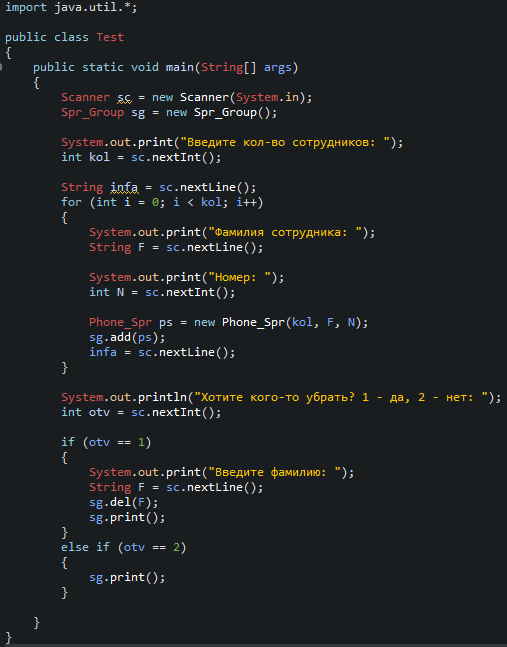 import java.util.*;
public class Test
{
public static void main(String[] args)
{
Scanner sc = new Scanner(System.in);
Spr_Group sg = new Spr_Group();
System.out.print("Введите кол-во сотрудников: ");
int kol = sc.nextInt();
String infa = sc.nextLine();
for (int i = 0; i < kol; i++)
{
System.out.print("Фамилия сотрудника: ");
String F = sc.nextLine();
System.out.print("Номер: ");
int N = sc.nextInt();
Phone_Spr ps = new Phone_Spr(kol, F, N);
sg.add(ps);
infa = sc.nextLine();
}
System.out.println("Хотите кого-то убрать? 1 - да, 2 - нет: ");
int otv = sc.nextInt();
if (otv == 1)
{
System.out.print("Введите фамилию: ");
String F = sc.nextLine();
sg.del(F);
sg.print();
}
else if (otv == 2)
{
sg.print();
}
}
}